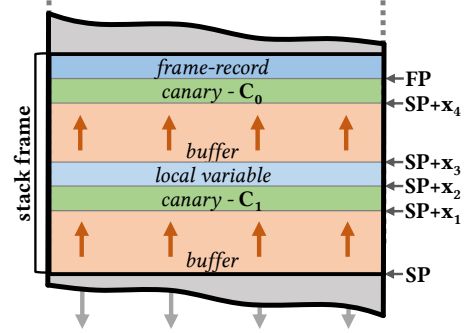 frame-record
FP
canary - C₀
SP+x₄
buffer
SP+x₃
local variable
SP+x₂
canary - C₁
SP+x₁
buffer
SP
stack frame